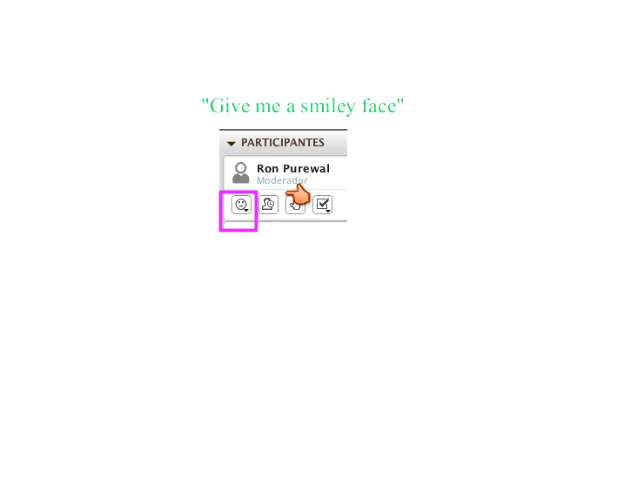 "Give me a smiley face"
PARTICIPANTES
Ron Purewal
Moderador